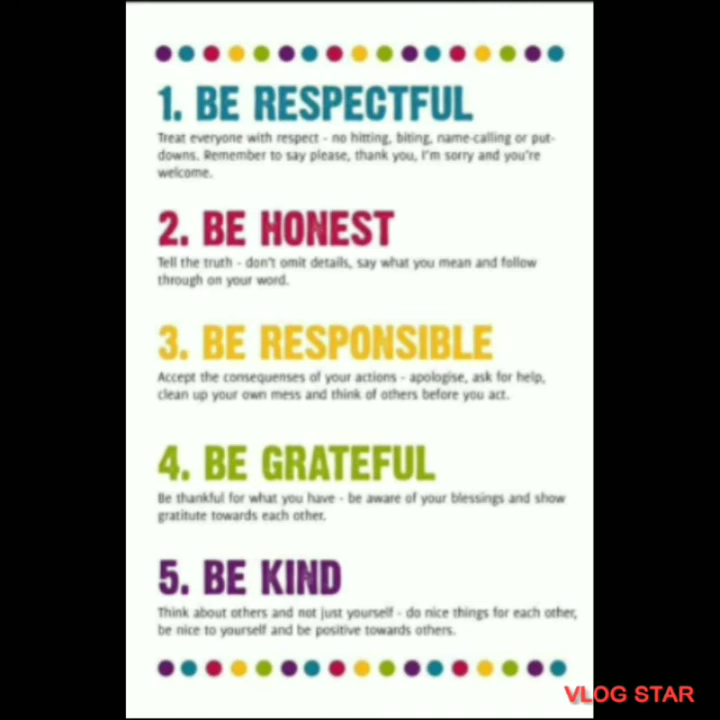 1. BE RESPECTFUL
Treat everyone with respect - no hitting, biting, name-calling or put-
downs. Remember to say please, thank you, I'm sorry and you're
welcome.
2. BE HONEST
Tell the truth - don't omit details, say what you mean and follow
through on your word.
3. BE RESPONSIBLE
Accept the consequenses of your actions - apologise, ask for help,
clean up your own mess and think of others before you act.
4. BE GRATEFUL
Be thankful for what you have - be aware of your blessings and show
gratitute towards each other.
5. BE KIND
Think about others and not just yourself - do nice things for each other,
be nice to yourself and be positive towards others.
VLOG STAR